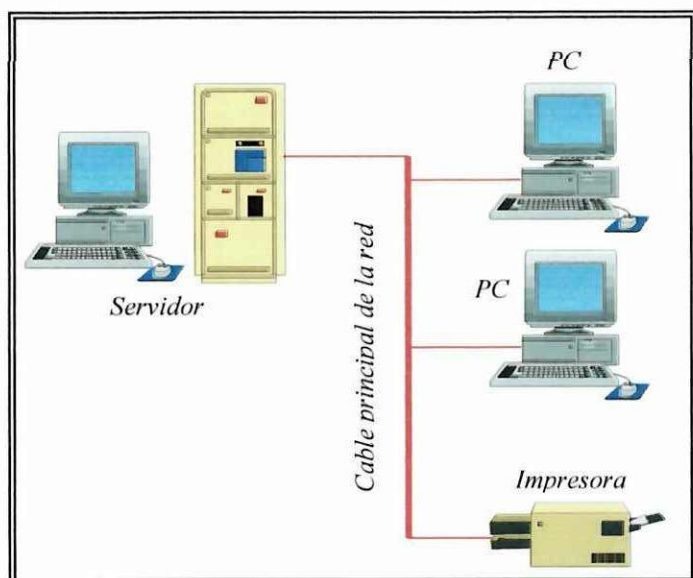 PC
Servidor
PC
Cable principal de la red
Impresora